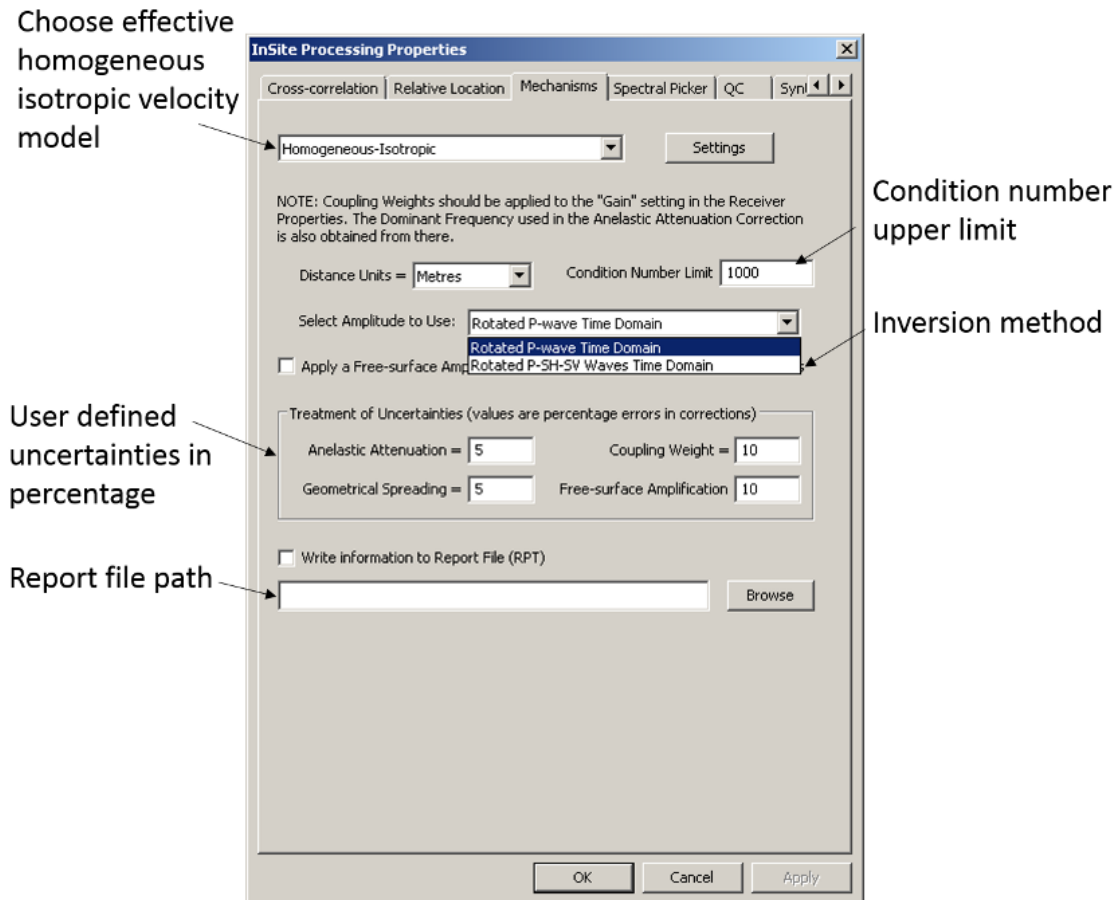 Choose effective
homogeneous
isotropic velocity
model
InSite Processing Properties
Cross-correlation
Relative Location
Mechanisms
Spectral Picker
QC
Homogeneous-Isotropic
Settings
NOTE: Coupling Weights should be applied to the "Gain" setting in the Receiver
Properties. The Dominant Frequency used in the Anelastic Attenuation Correction
is also obtained from there.
Condition number
upper limit
Distance Units = Metres
Condition Number Limit 1000
Select Amplitude to Use: Rotated P-wave Time Domain
Rotated P-wave Time Domain
Rotated P-SH-SV Waves Time Domain
Inversion method
Apply a Free-surface Amp
User defined
uncertainties in
percentage
Treatment of Uncertainties (values are percentage errors in corrections)
Anelastic Attenuation = 5
Coupling Weight = 10
Geometrical Spreading = 5
Free-surface Amplification 10
Write information to Report File (RPT)
Report file path
Browse
OK
Cancel
Apply